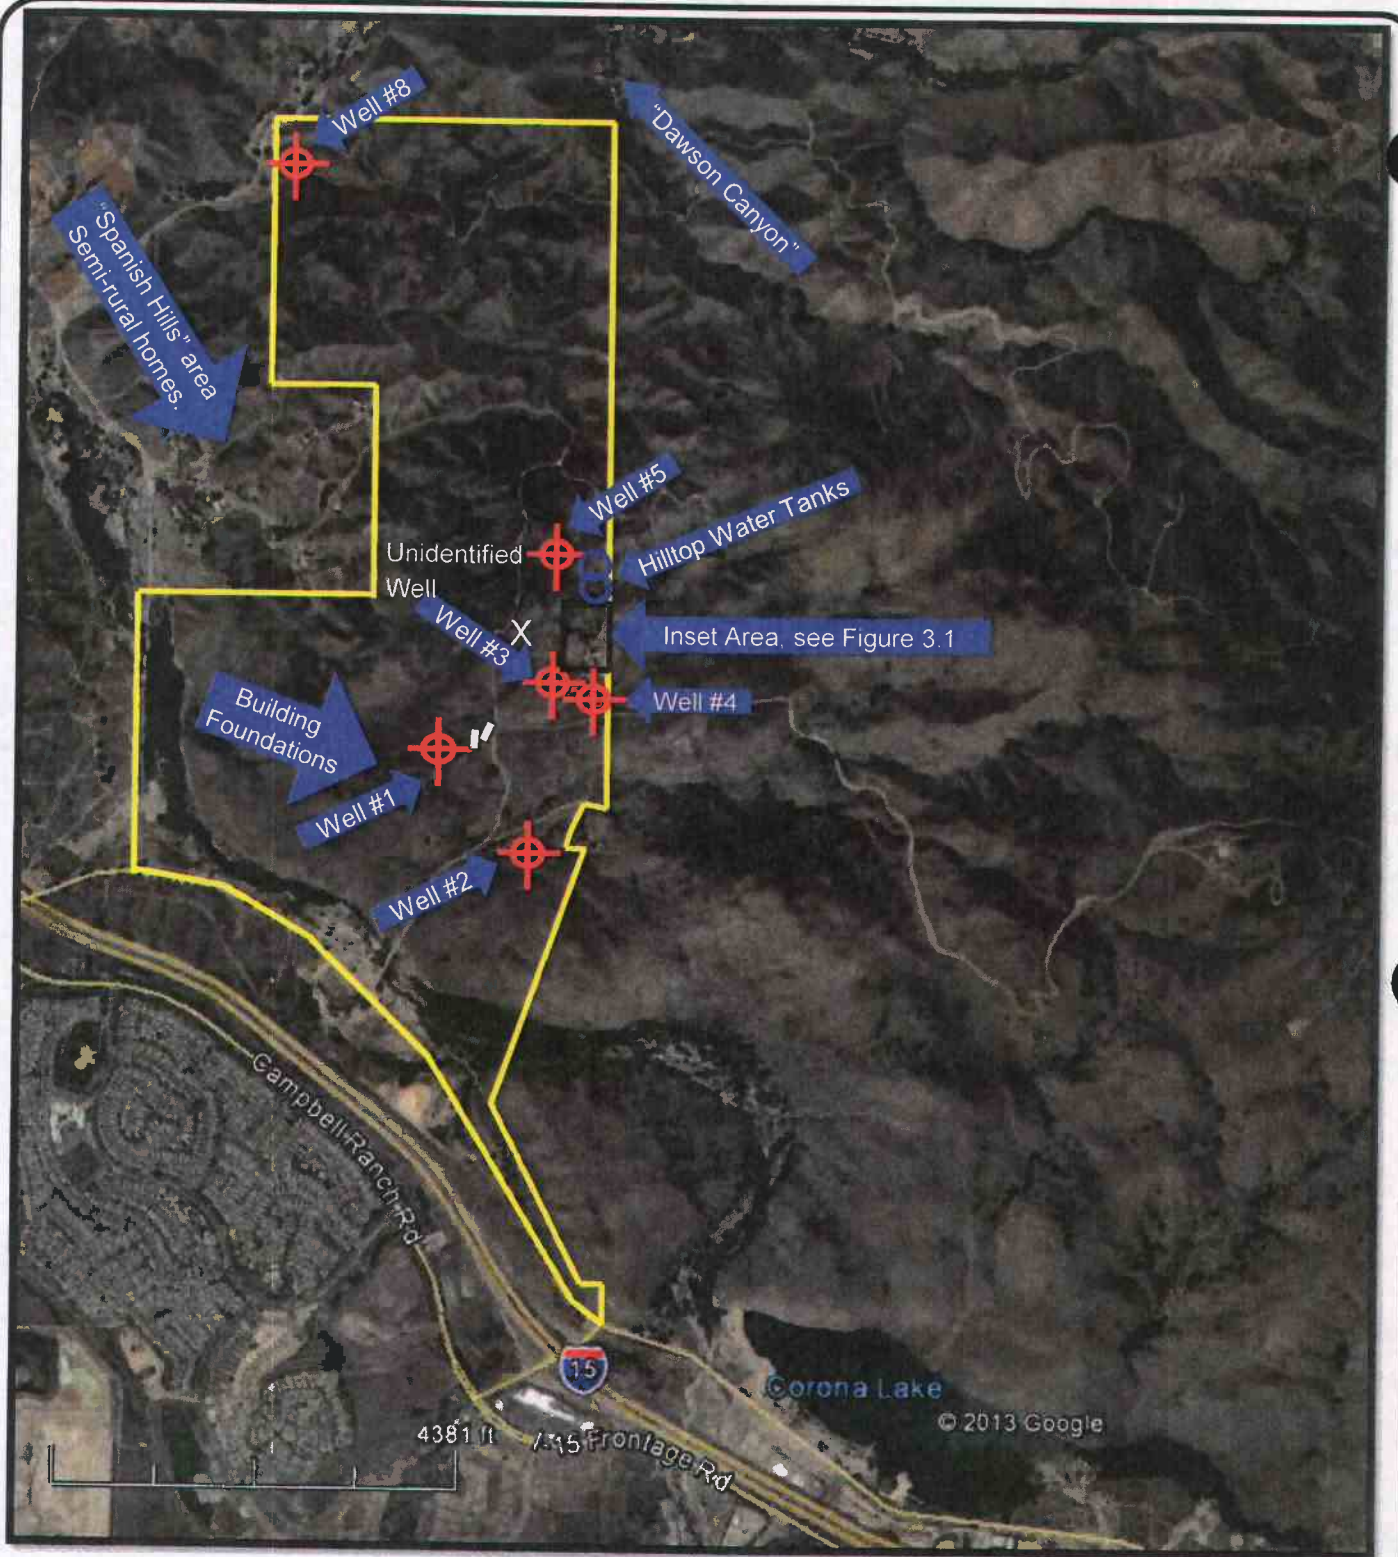 Well #8
"Dawson Canyon"
"Spanish Hills" area
Semi-rural homes.
Well #5
Hilltop Water Tanks
Unidentified
Well
X
Well #3
Inset Area, see Figure 3.1
Well #4
Building
Foundations
Well #1
Well #2
Campbell Ranch Rd
15
Corona Lake
© 2013 Google
4381 ft
I-15 Frontage Rd